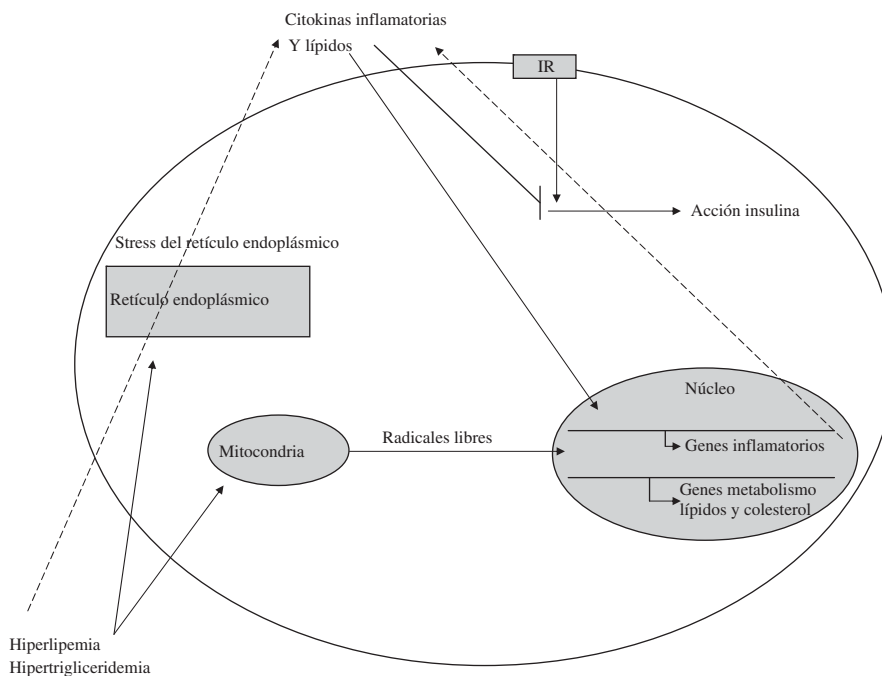 Citokinas inflamatorias
Y lípidos
IR
Acción insulina
Stress del retículo endoplásmico
Retículo endoplásmico
Núcleo
Radicales libres
Mitocondria
Genes inflamatorios
Genes metabolismo
lípidos y colesterol
Hiperlipemia
Hipertrigliceridemia